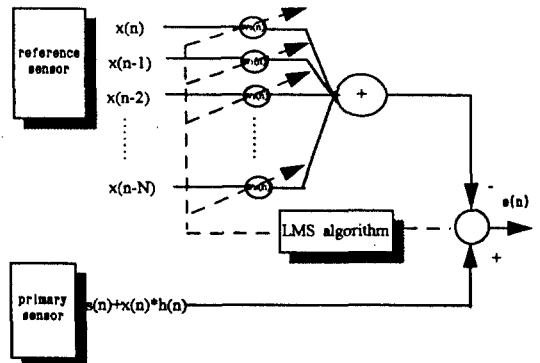 reference
sensor
x(n)
x(n-1)
x(n-2)
x(n-N)
+
-
e(n)
LMS algorithm
+
primary
sensor
s(n)+x(n)*h(n)